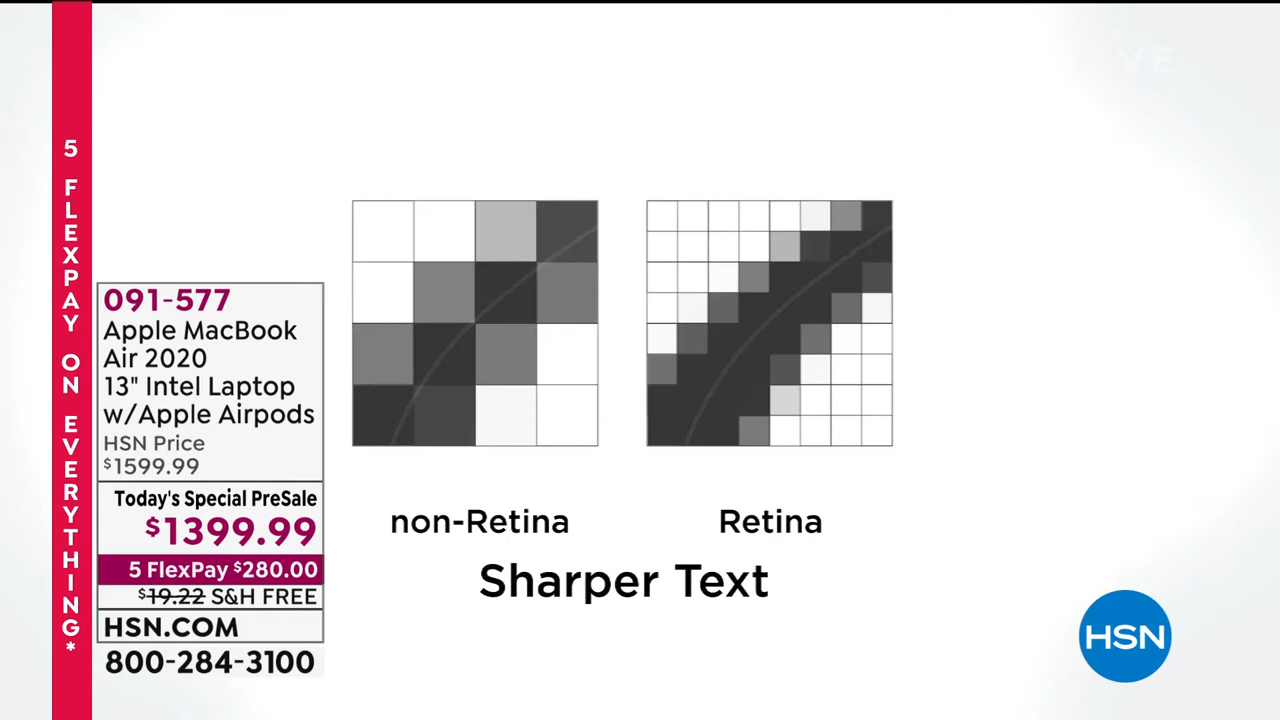 5 FLEXPAY ON EVERYTHING*
091-577
Apple MacBook
Air 2020
13" Intel Laptop
w/Apple Airpods
HSN Price
$1599.99
Today's Special PreSale
$1399.99
5 FlexPay $280.00
$19.22 S&H FREE
HSN.COM
800-284-3100
non-Retina
Retina
Sharper Text
HSN